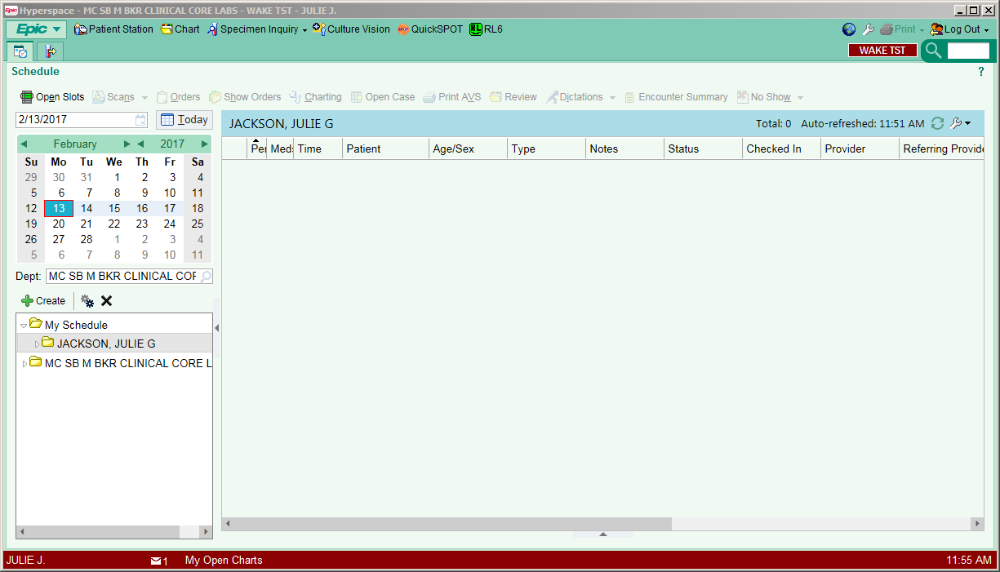 Epic Hyperspace - MC SB M BKR CLINICAL CORE LABS - WAKE TST - JULIE J.
Epic Patient Station Chart Specimen Inquiry Culture Vision QuickSPOT RL RL6 Print Log Out
WAKE TST
Schedule ?
Open Slots Scans Orders Show Orders Charting Open Case Print AVS Review Dictations Encounter Summary No Show
2/13/2017 Today
JACKSON, JULIE G Total: 0 Auto-refreshed: 11:51 AM
February 2017
Per Meds Time Patient Age/Sex Type Notes Status Checked In Provider Referring Provide
Su Mo Tu We Th Fr Sa
29 30 31 1 2 3 4
5 6 7 8 9 10 11
12 13 14 15 16 17 18
19 20 21 22 23 24 25
26 27 28 1 2 3 4
5 6 7 8 9 10 11
Dept: MC SB M BKR CLINICAL COF
Create
My Schedule
JACKSON, JULIE G
MC SB M BKR CLINICAL CORE L
JULIE J. 1 My Open Charts 11:55 AM